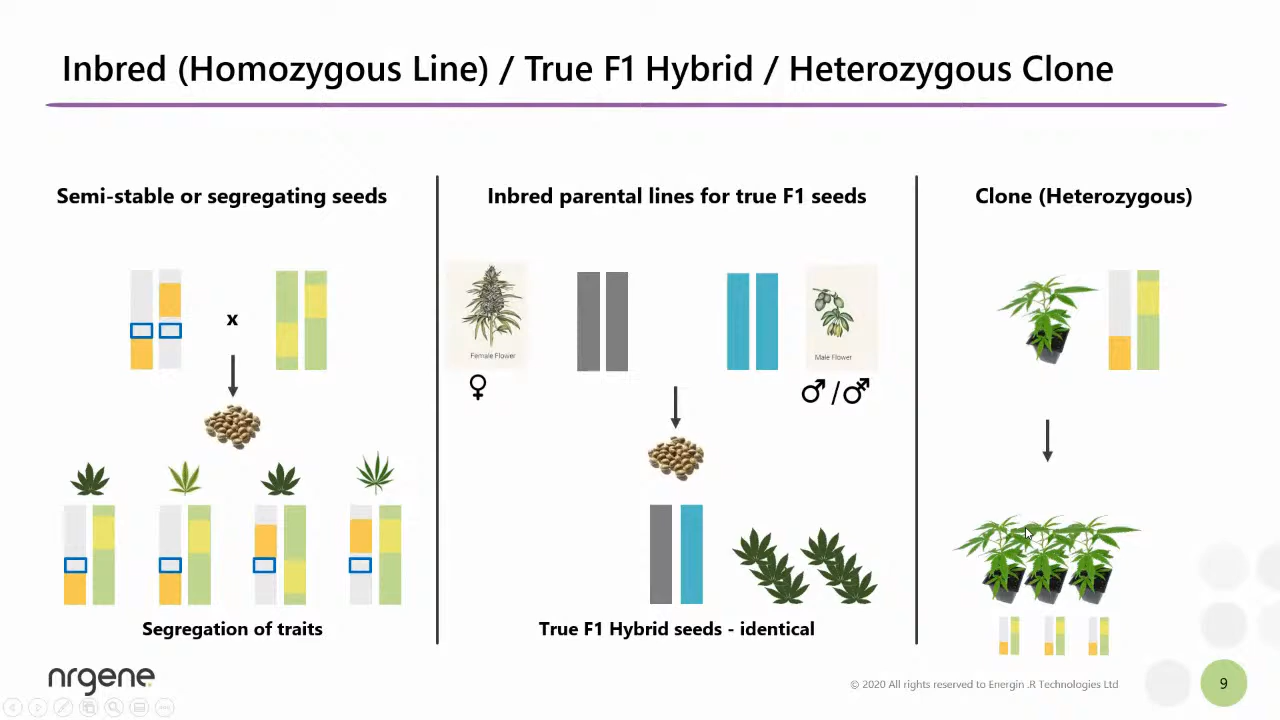 Inbred (Homozygous Line) / True F1 Hybrid / Heterozygous Clone
Semi-stable or segregating seeds
x
Segregation of traits
Inbred parental lines for true F1 seeds
Female Flower
Male Flower
♀
♂/⚦
True F1 Hybrid seeds - identical
Clone (Heterozygous)
nrgene
© 2020 All rights reserved to Energin .R Technologies Ltd
9